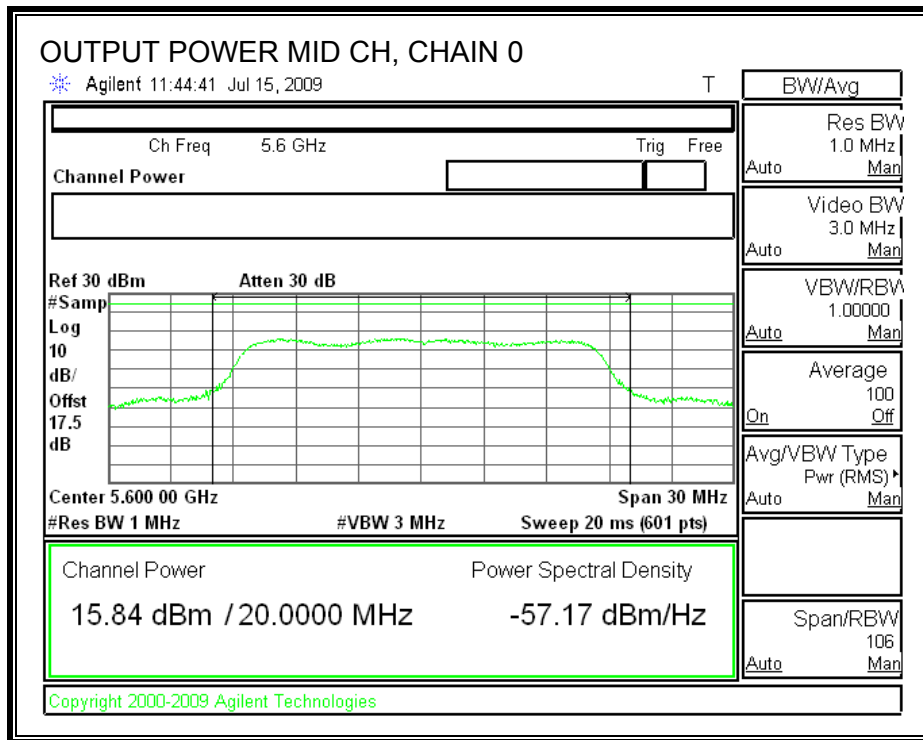 OUTPUT POWER MID CH, CHAIN 0
Agilent 11:44:41 Jul 15, 2009 T
BW/Avg
Ch Freq 5.6 GHz Trig Free
Channel Power
Res BW
1.0 MHz
Auto Man
Video BW
3.0 MHz
Auto Man
Ref 30 dBm Atten 30 dB
#Samp
Log
10
dB/
Offst
17.5
dB
VBW/RBW
1.00000
Auto Man
Average
100
On Off
Avg/VBW Type
Pwr (RMS)
Auto Man
Center 5.600 00 GHz Span 30 MHz
#Res BW 1 MHz #VBW 3 MHz Sweep 20 ms (601 pts)
Channel Power Power Spectral Density
15.84 dBm / 20.0000 MHz -57.17 dBm/Hz
Span/RBW
106
Auto Man
Copyright 2000-2009 Agilent Technologies